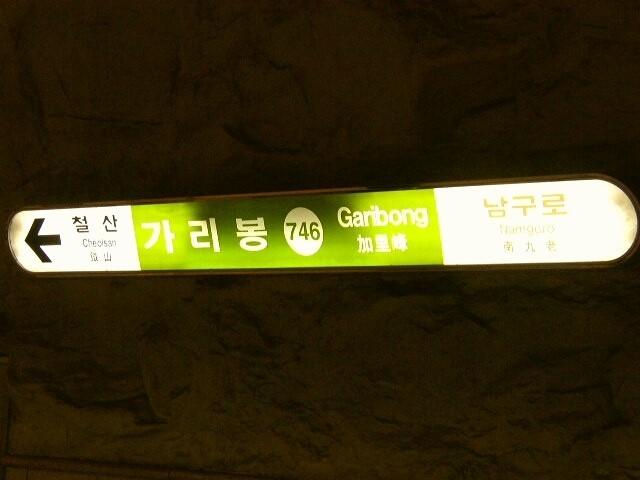 철산
Cheolsan
鐵山
가리봉 746 Garibong
加里峰
남구로
Namguro
南九老